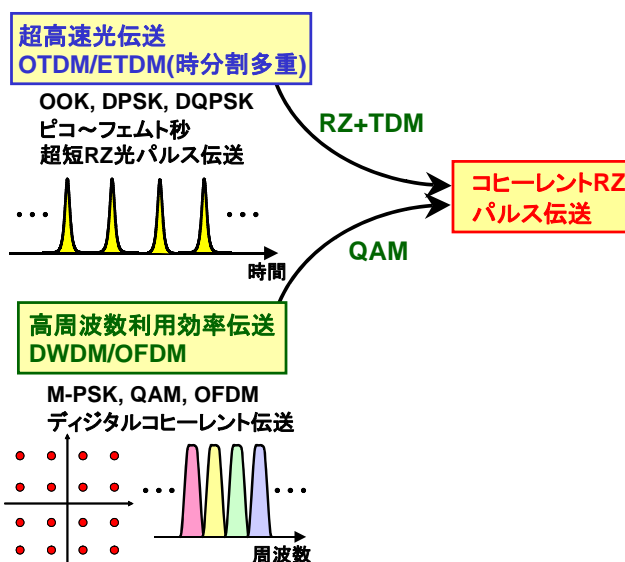 超高速光伝送
OTDM/ETDM(時分割多重)
OOK, DPSK, DQPSK
ピコ～フェムト秒
超短RZ光パルス伝送
RZ+TDM
コヒーレントRZ
パルス伝送
･･･
･･･
時間
QAM
高周波数利用効率伝送
DWDM/OFDM
M-PSK, QAM, OFDM
ディジタルコヒーレント伝送
･･･
･･･
周波数